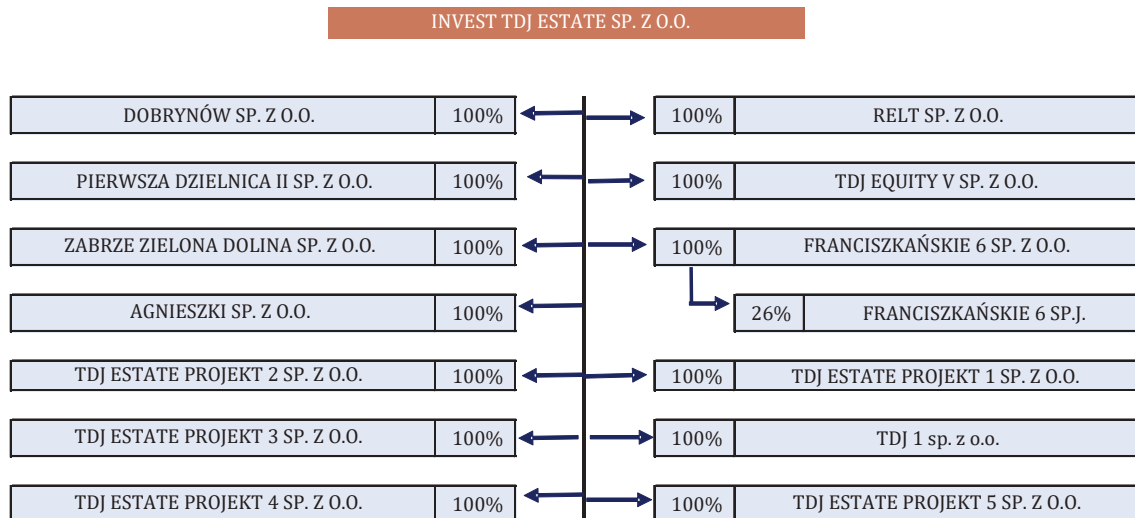 INVEST TDJ ESTATE SP. Z O.O.
DOBRYNÓW SP. Z O.O. 100% 100% RELT SP. Z O.O.
PIERWSZA DZIELNICA II SP. Z O.O. 100% 100% TDJ EQUITY V SP. Z O.O.
ZABRZE ZIELONA DOLINA SP. Z O.O. 100% 100% FRANCISZKAŃSKIE 6 SP. Z O.O.
AGNIESZKI SP. Z O.O. 100% 26% FRANCISZKAŃSKIE 6 SP.J.
TDJ ESTATE PROJEKT 2 SP. Z O.O. 100% 100% TDJ ESTATE PROJEKT 1 SP. Z O.O.
TDJ ESTATE PROJEKT 3 SP. Z O.O. 100% 100% TDJ 1 sp. z o.o.
TDJ ESTATE PROJEKT 4 SP. Z O.O. 100% 100% TDJ ESTATE PROJEKT 5 SP. Z O.O.